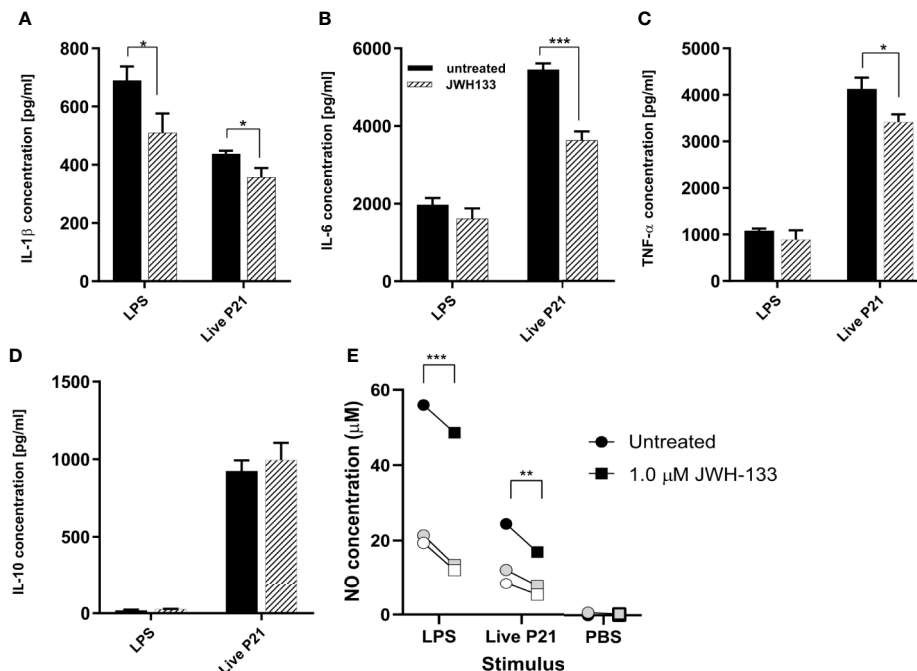 A
IL-1β concentration [pg/ml]
800
600
400
200
0
*
*
LPS
Live P21
B
IL-6 concentration [pg/ml]
6000
4000
2000
0
untreated
JWH133
***
LPS
Live P21
C
TNF-α concentration [pg/ml]
5000
4000
3000
2000
1000
0
*
LPS
Live P21
D
IL-10 concentration [pg/ml]
1500
1000
500
0
LPS
Live P21
E
NO concentration (μM)
60
40
20
0
***
**
LPS
Live P21
PBS
Stimulus
Untreated
1.0 μM JWH-133